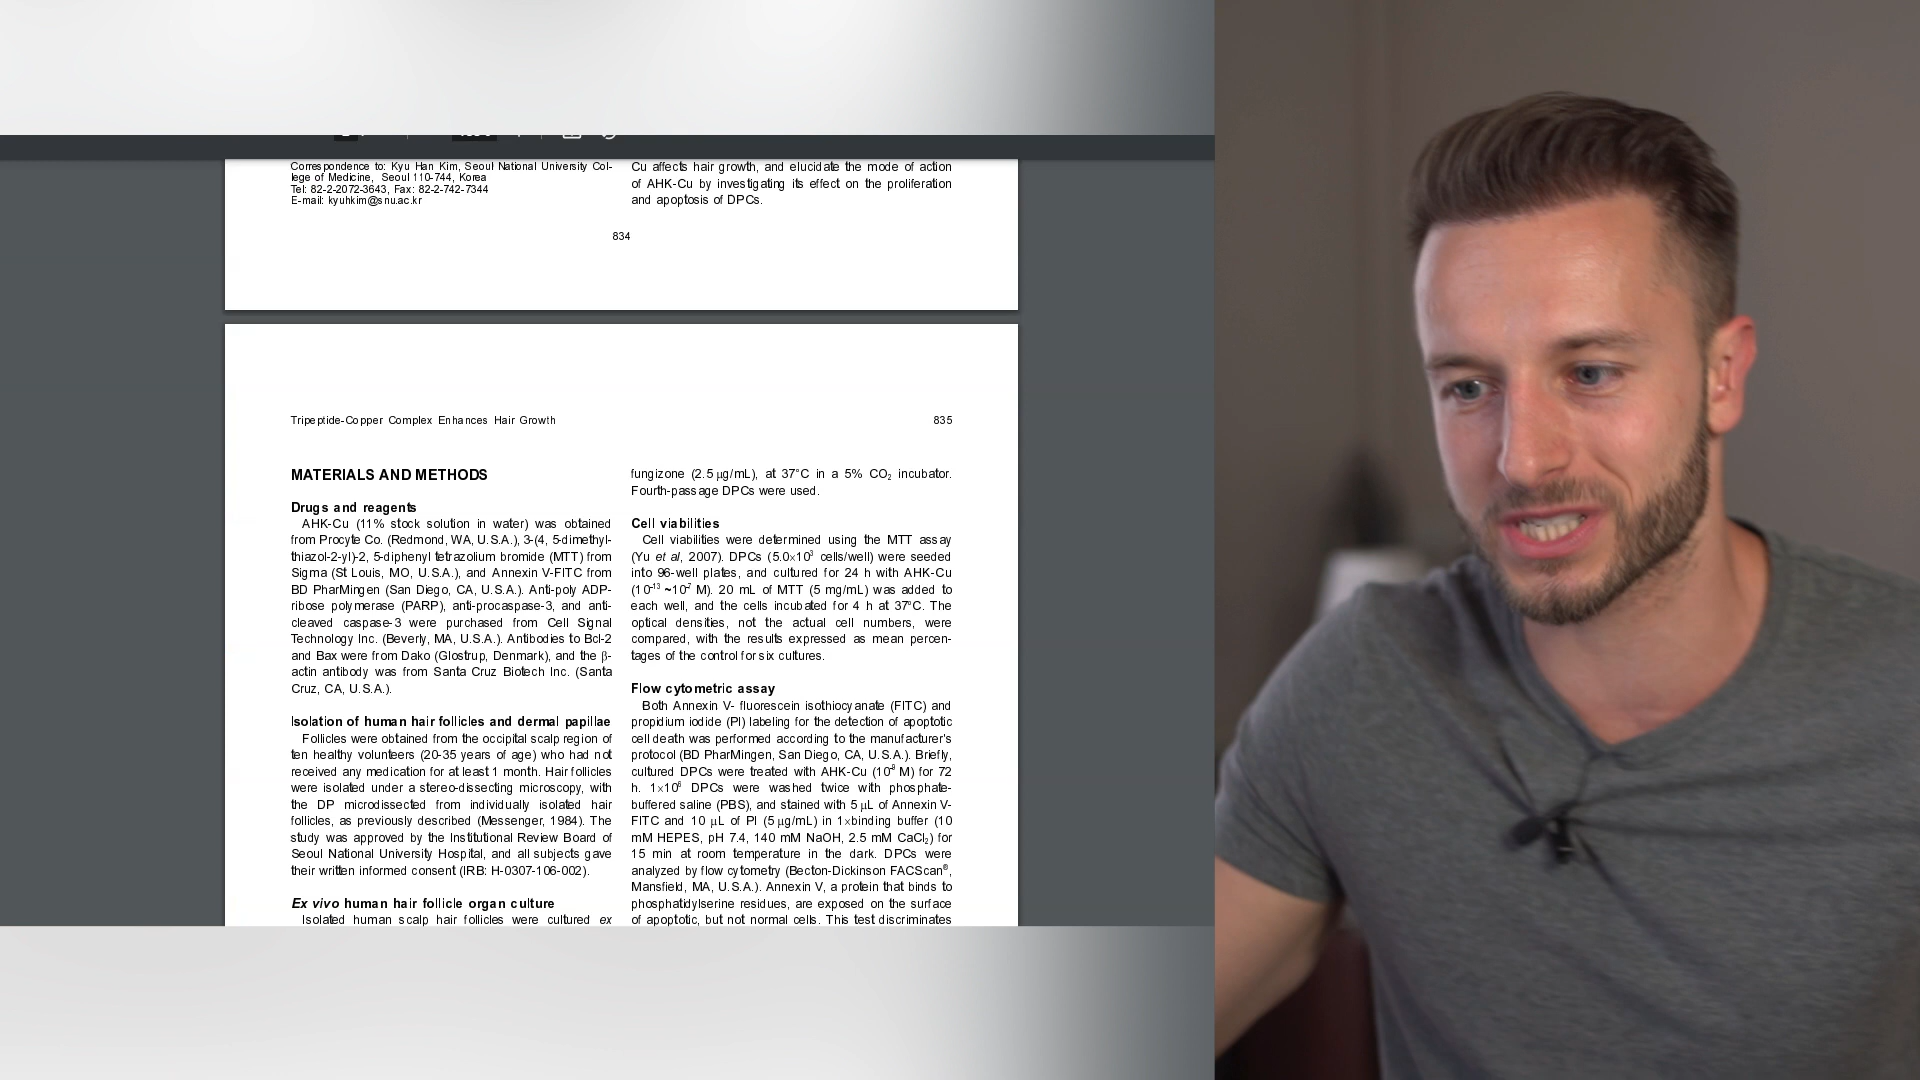 Correspondence to: Kyu Han Kim, Seoul National University Col-
lege of Medicine, Seoul 110-744, Korea
Tel: 82-2-2072-3643, Fax: 82-2-742-7344
E-mail: kyuhkim@snu.ac.kr
Cu affects hair growth, and elucidate the mode of action
of AHK-Cu by investigating its effect on the proliferation
and apoptosis of DPCs.
834
Tripeptide-Copper Complex Enhances Hair Growth
835
MATERIALS AND METHODS
Drugs and reagents
AHK-Cu (11% stock solution in water) was obtained
from Procyte Co. (Redmond, WA, U.S.A.), 3-(4, 5-dimethyl-
thiazol-2-yl)-2, 5-diphenyl tetrazolium bromide (MTT) from
Sigma (St Louis, MO, U.S.A.), and Annexin V-FITC from
BD PharMingen (San Diego, CA, U.S.A.). Anti-poly ADP-
ribose polymerase (PARP), anti-procaspase-3, and anti-
cleaved caspase-3 were purchased from Cell Signal
Technology Inc. (Beverly, MA, U.S.A.). Antibodies to Bcl-2
and Bax were from Dako (Glostrup, Denmark), and the β-
actin antibody was from Santa Cruz Biotech Inc. (Santa
Cruz, CA, U.S.A.).
Isolation of human hair follicles and dermal papillae
Follicles were obtained from the occipital scalp region of
ten healthy volunteers (20-35 years of age) who had not
received any medication for at least 1 month. Hair follicles
were isolated under a stereo-dissecting microscopy, with
the DP microdissected from individually isolated hair
follicles, as previously described (Messenger, 1984). The
study was approved by the Institutional Review Board of
Seoul National University Hospital, and all subjects gave
their written informed consent (IRB: H-0307-106-002).
Ex vivo human hair follicle organ culture
Isolated human scalp hair follicles were cultured ex
fungizone (2.5 μg/mL), at 37°C in a 5% CO₂ incubator.
Fourth-passage DPCs were used.
Cell viabilities
Cell viabilities were determined using the MTT assay
(Yu et al, 2007). DPCs (5.0×10³ cells/well) were seeded
into 96-well plates, and cultured for 24 h with AHK-Cu
(10⁻¹³ ~10⁻⁷ M). 20 mL of MTT (5 mg/mL) was added to
each well, and the cells incubated for 4 h at 37°C. The
optical densities, not the actual cell numbers, were
compared, with the results expressed as mean percen-
tages of the control for six cultures.
Flow cytometric assay
Both Annexin V- fluorescein isothiocyanate (FITC) and
propidium iodide (PI) labeling for the detection of apoptotic
cell death was performed according to the manufacturer's
protocol (BD PharMingen, San Diego, CA, U.S.A.). Briefly,
cultured DPCs were treated with AHK-Cu (10⁻⁹ M) for 72
h. 1×10⁶ DPCs were washed twice with phosphate-
buffered saline (PBS), and stained with 5 μL of Annexin V-
FITC and 10 μL of PI (5 μg/mL) in 1×binding buffer (10
mM HEPES, pH 7.4, 140 mM NaOH, 2.5 mM CaCl₂) for
15 min at room temperature in the dark. DPCs were
analyzed by flow cytometry (Becton-Dickinson FACScan®,
Mansfield, MA, U.S.A.). Annexin V, a protein that binds to
phosphatidylserine residues, are exposed on the surface
of apoptotic, but not normal cells. This test discriminates